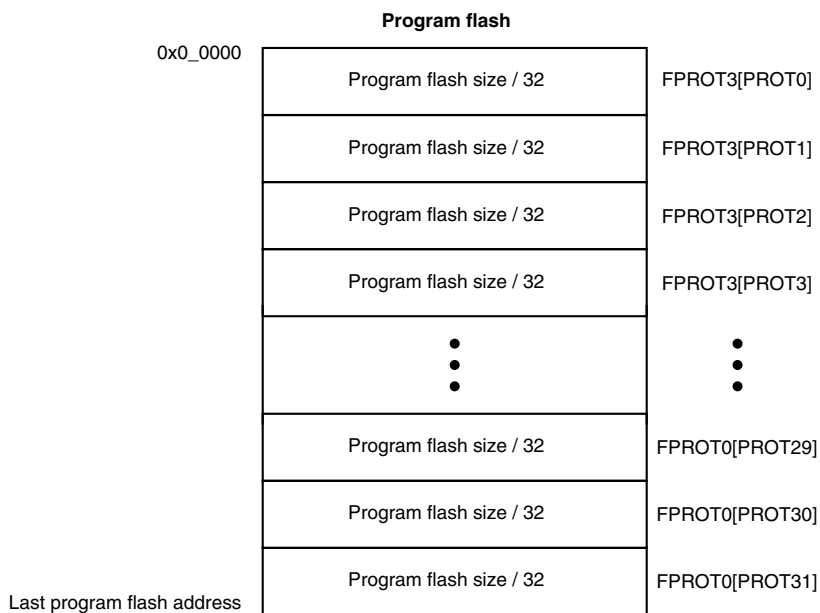 Program flash
0x0_0000
Program flash size / 32 FPROT3[PROT0]
Program flash size / 32 FPROT3[PROT1]
Program flash size / 32 FPROT3[PROT2]
Program flash size / 32 FPROT3[PROT3]
Program flash size / 32 FPROT0[PROT29]
Program flash size / 32 FPROT0[PROT30]
Program flash size / 32 FPROT0[PROT31]
Last program flash address